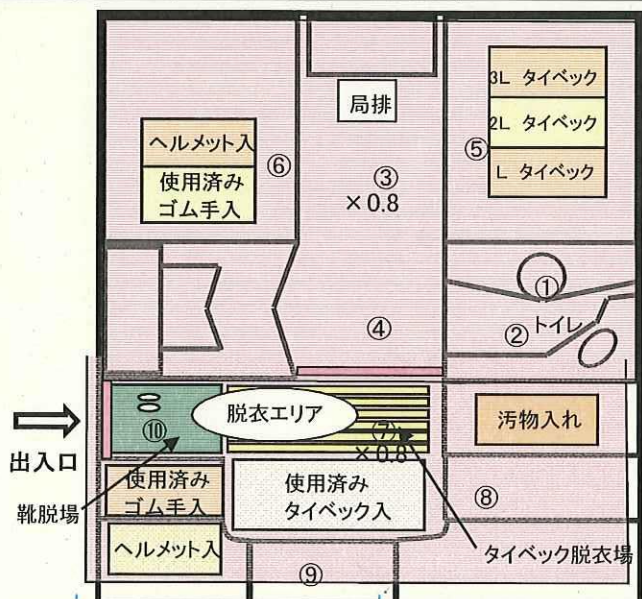 局排
3L タイベック
2L タイベック
L タイベック
⑤
ヘルメット入
使用済み
ゴム手入
⑥
③
×0.8
①
②
トイレ
④
脱衣エリア
⑩
⑦
×0.8
汚物入れ
出入口
靴脱場
使用済み
ゴム手入
使用済み
タイベック入
⑧
ヘルメット入
タイベック脱衣場
⑨